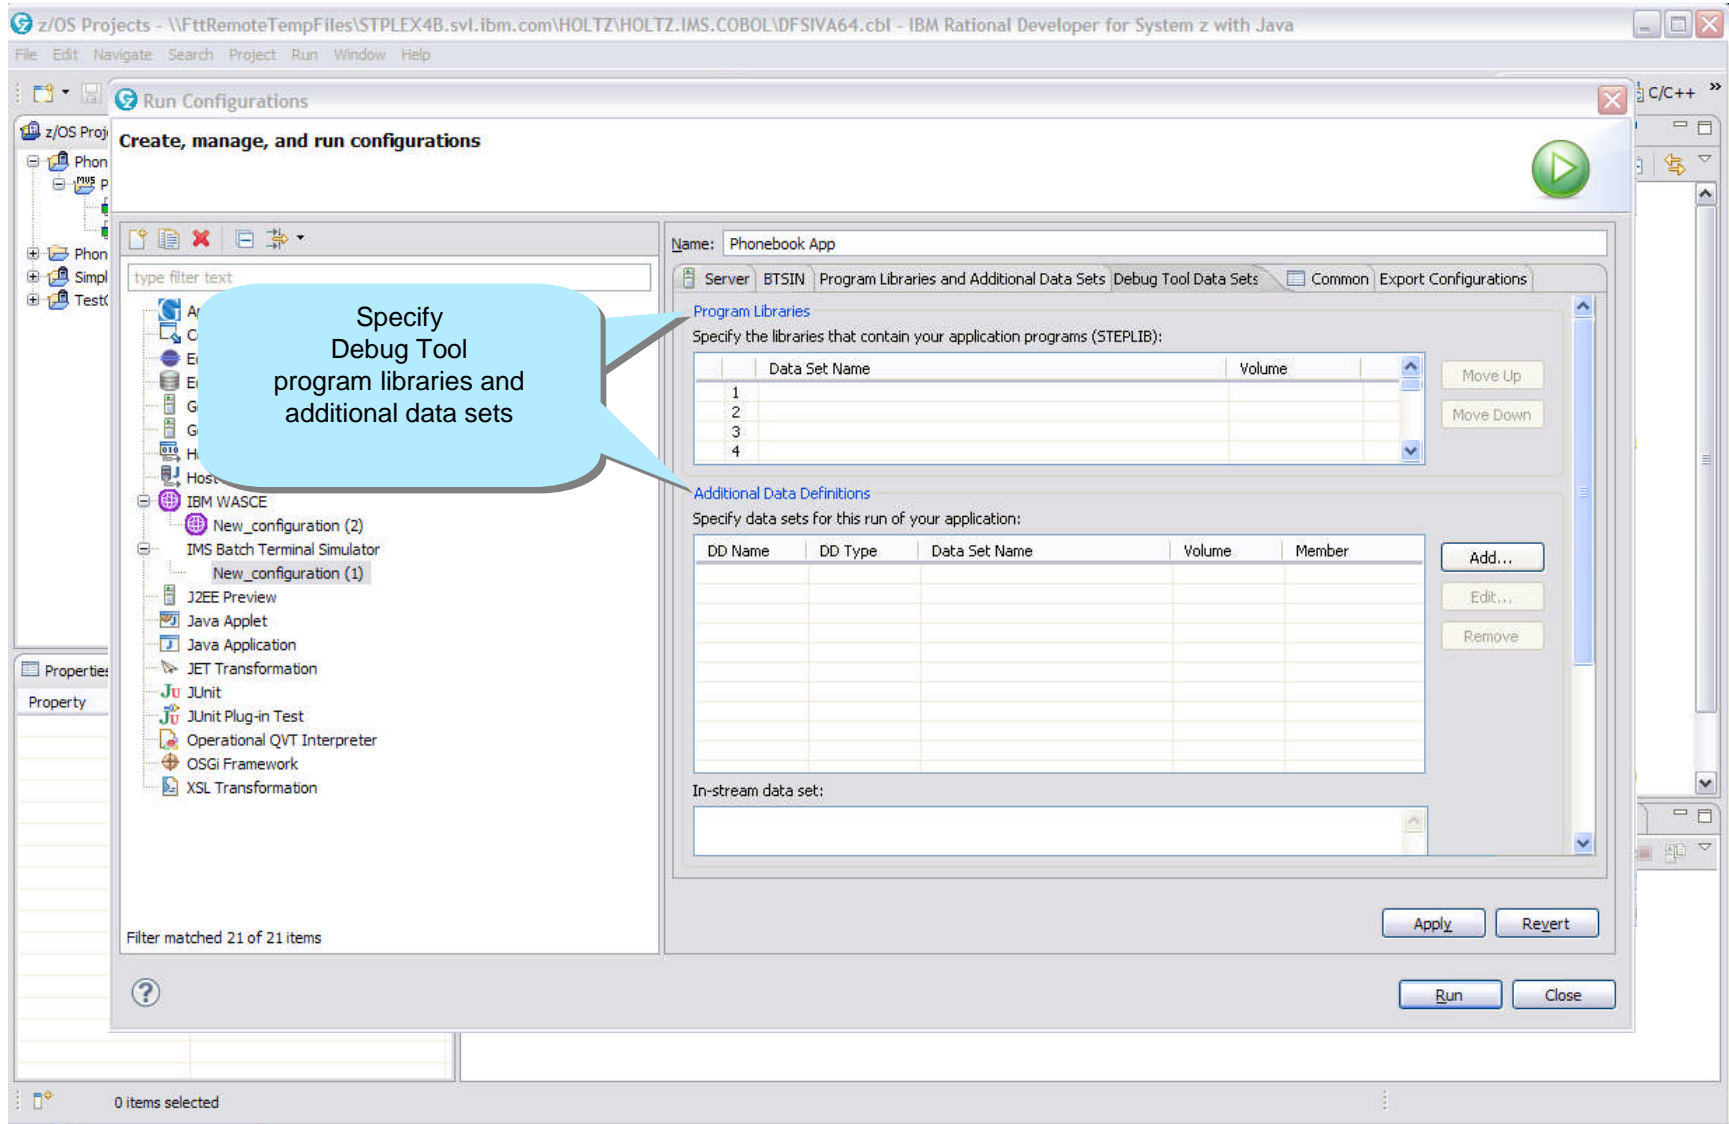 z/OS Projects - \\FttRemoteTempFiles\STPLEX4B.svl.ibm.com\HOLTZ\HOLTZ.IMS.COBOL\DFSIVA64.cbl - IBM Rational Developer for System z with Java
File Edit Navigate Search Project Run Window Help
C/C++ »
Run Configurations
z/OS Proj
Create, manage, and run configurations
Phon
MVS P
Phon
Simpl
Test
Name: Phonebook App
type filter text
Server BTSIN Program Libraries and Additional Data Sets Debug Tool Data Sets Common Export Configurations
Specify
Debug Tool
program libraries and
additional data sets
Program Libraries
Specify the libraries that contain your application programs (STEPLIB):
Data Set Name Volume
1
2
3
4
Move Up
Move Down
A
C
E
E
G
G
H
Host
IBM WASCE
New_configuration (2)
IMS Batch Terminal Simulator
New_configuration (1)
J2EE Preview
Java Applet
Java Application
JET Transformation
JUnit
JUnit Plug-in Test
Operational QVT Interpreter
OSGi Framework
XSL Transformation
Filter matched 21 of 21 items
Additional Data Definitions
Specify data sets for this run of your application:
DD Name DD Type Data Set Name Volume Member
Add...
Edit...
Remove
In-stream data set:
Apply Revert
Run Close
Properties
Property
0 items selected